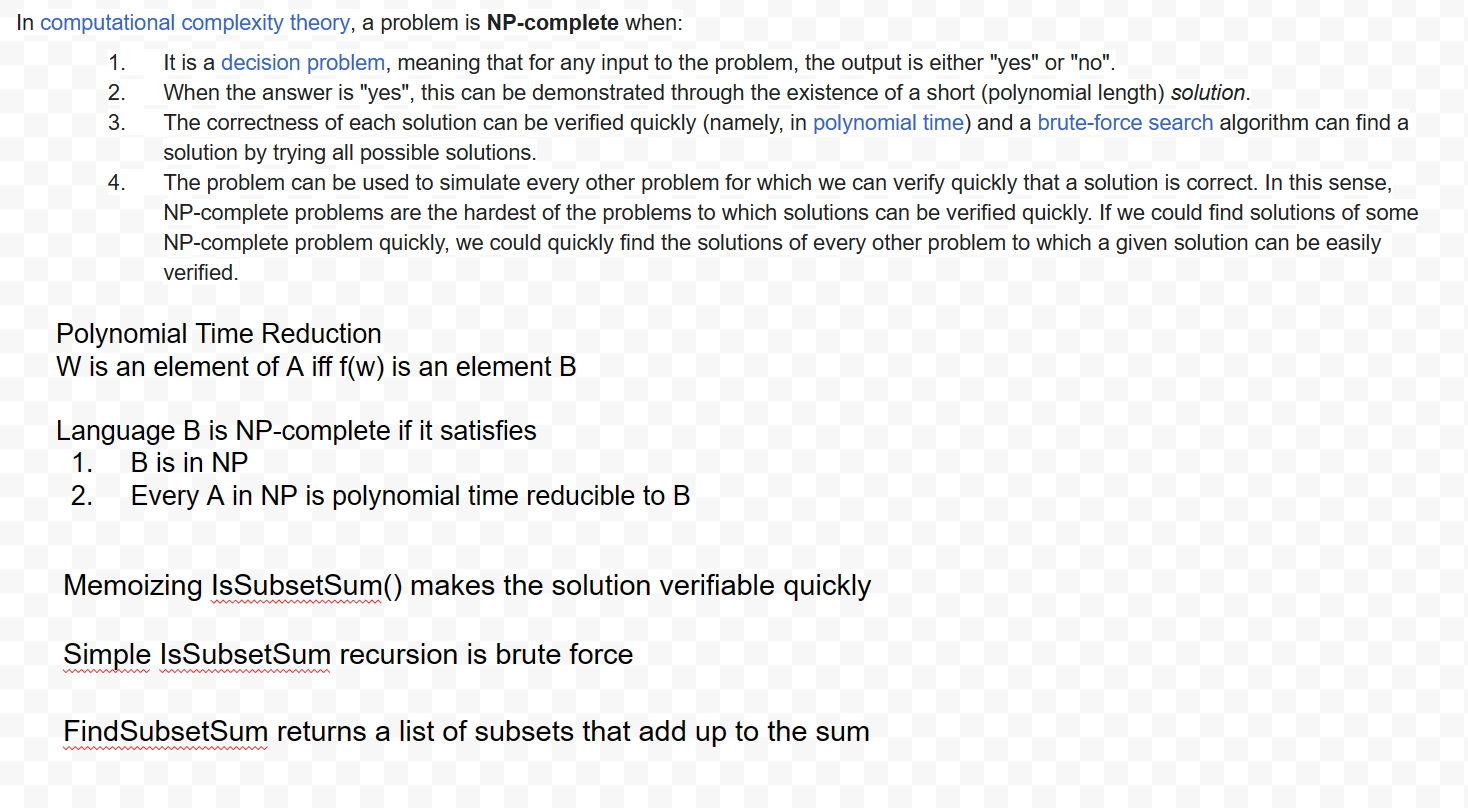 In computational complexity theory, a problem is NP-complete when:
1. It is a decision problem, meaning that for any input to the problem, the output is either "yes" or "no".
2. When the answer is "yes", this can be demonstrated through the existence of a short (polynomial length) solution.
3. The correctness of each solution can be verified quickly (namely, in polynomial time) and a brute-force search algorithm can find a
solution by trying all possible solutions.
4. The problem can be used to simulate every other problem for which we can verify quickly that a solution is correct. In this sense,
NP-complete problems are the hardest of the problems to which solutions can be verified quickly. If we could find solutions of some
NP-complete problem quickly, we could quickly find the solutions of every other problem to which a given solution can be easily
verified.
Polynomial Time Reduction
W is an element of A iff f(w) is an element B
Language B is NP-complete if it satisfies
1. B is in NP
2. Every A in NP is polynomial time reducible to B
Memoizing IsSubsetSum() makes the solution verifiable quickly
Simple IsSubsetSum recursion is brute force
FindSubsetSum returns a list of subsets that add up to the sum